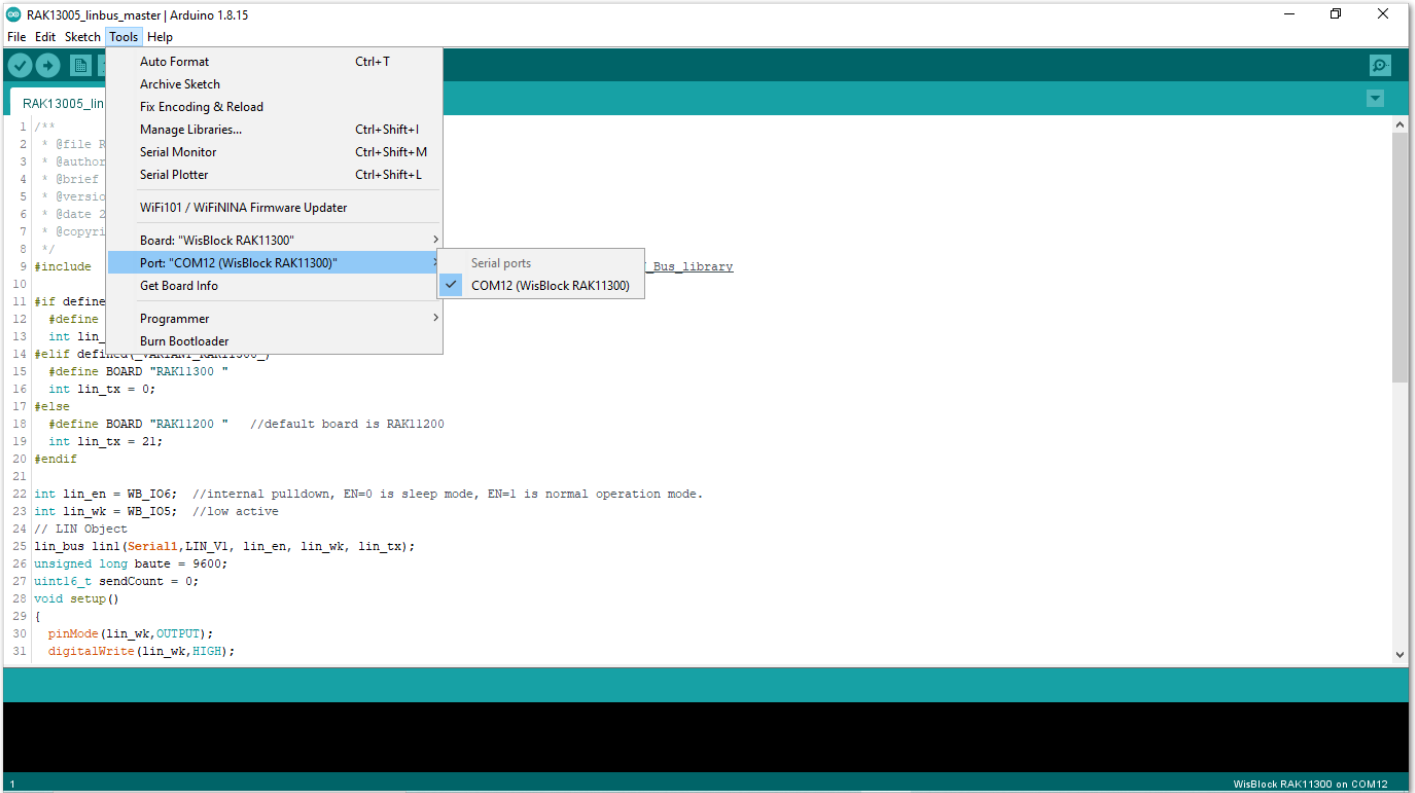 RAK13005_linbus_master | Arduino 1.8.15
File Edit Sketch Tools Help
Auto Format Ctrl+T
Archive Sketch
Fix Encoding & Reload
Manage Libraries... Ctrl+Shift+I
Serial Monitor Ctrl+Shift+M
Serial Plotter Ctrl+Shift+L
WiFi101 / WiFiNINA Firmware Updater
Board: "WisBlock RAK11300"
Port: "COM12 (WisBlock RAK11300)"
Get Board Info
Programmer
Burn Bootloader
Serial ports
COM12 (WisBlock RAK11300)
RAK13005_lin
1 /**
2 * @file R
3 * @author
4 * @brief
5 * @versio
6 * @date 2
7 * @copyri
8 */
9 #include _Bus_library
10
11 #if define
12 #define
13 int lin_
14 #elif defined(_VARIANT_RAK11300_)
15 #define BOARD "RAK11300 "
16 int lin_tx = 0;
17 #else
18 #define BOARD "RAK11200 " //default board is RAK11200
19 int lin_tx = 21;
20 #endif
21
22 int lin_en = WB_IO6; //internal pulldown, EN=0 is sleep mode, EN=1 is normal operation mode.
23 int lin_wk = WB_IO5; //low active
24 // LIN Object
25 lin_bus lin1(Serial1,LIN_V1, lin_en, lin_wk, lin_tx);
26 unsigned long baute = 9600;
27 uint16_t sendCount = 0;
28 void setup()
29 {
30 pinMode(lin_wk,OUTPUT);
31 digitalWrite(lin_wk,HIGH);
1 WisBlock RAK11300 on COM12